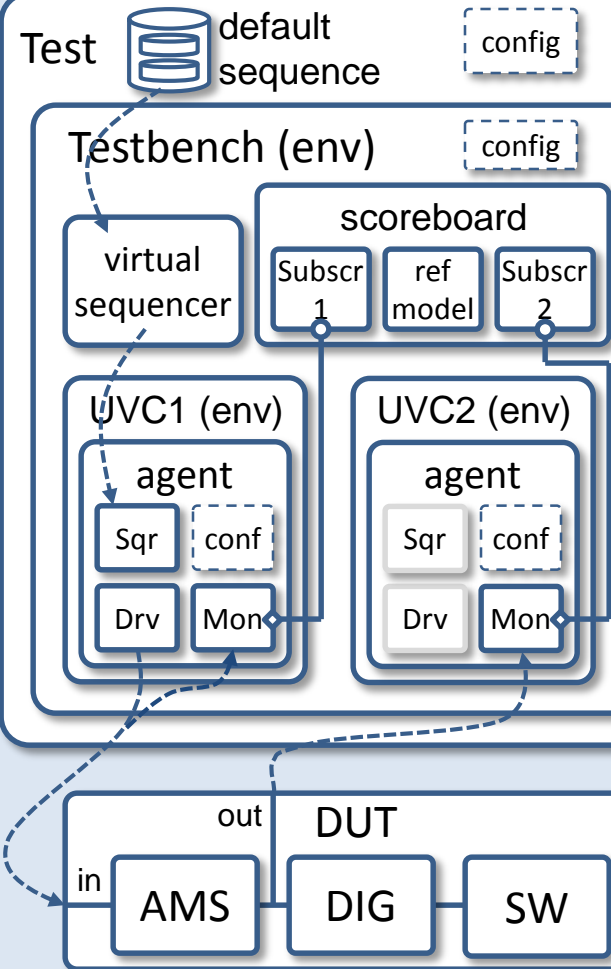 Test
default
sequence
config
Testbench (env)
config
virtual
sequencer
scoreboard
Subscr
1
ref
model
Subscr
2
UVC1 (env)
agent
Sqr
conf
Drv
Mon
UVC2 (env)
agent
Sqr
conf
Drv
Mon
out
DUT
in
AMS
DIG
SW